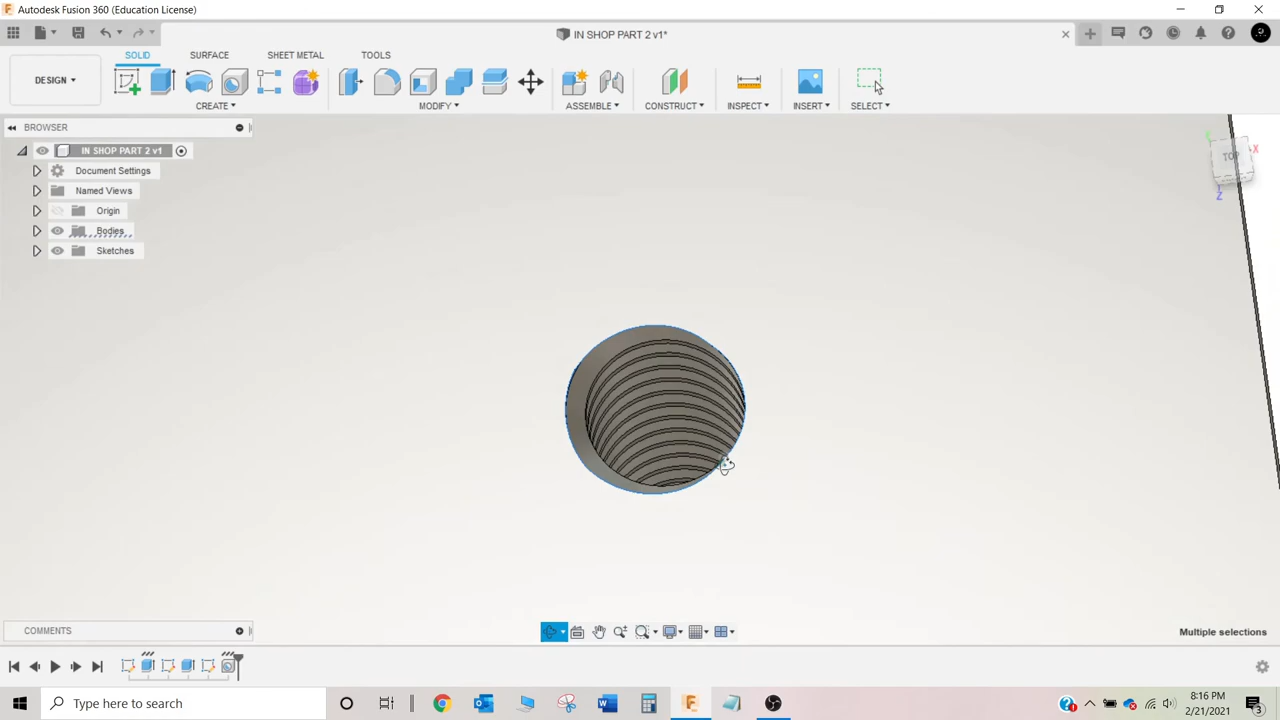 Autodesk Fusion 360 (Education License)
IN SHOP PART 2 v1*
DESIGN
SOLID
SURFACE
SHEET METAL
TOOLS
CREATE
MODIFY
ASSEMBLE
CONSTRUCT
INSPECT
INSERT
SELECT
BROWSER
IN SHOP PART 2 v1
Document Settings
Named Views
Origin
Bodies
Sketches
TOP
X
Z
COMMENTS
Multiple selections
Type here to search
8:16 PM
2/21/2021
3